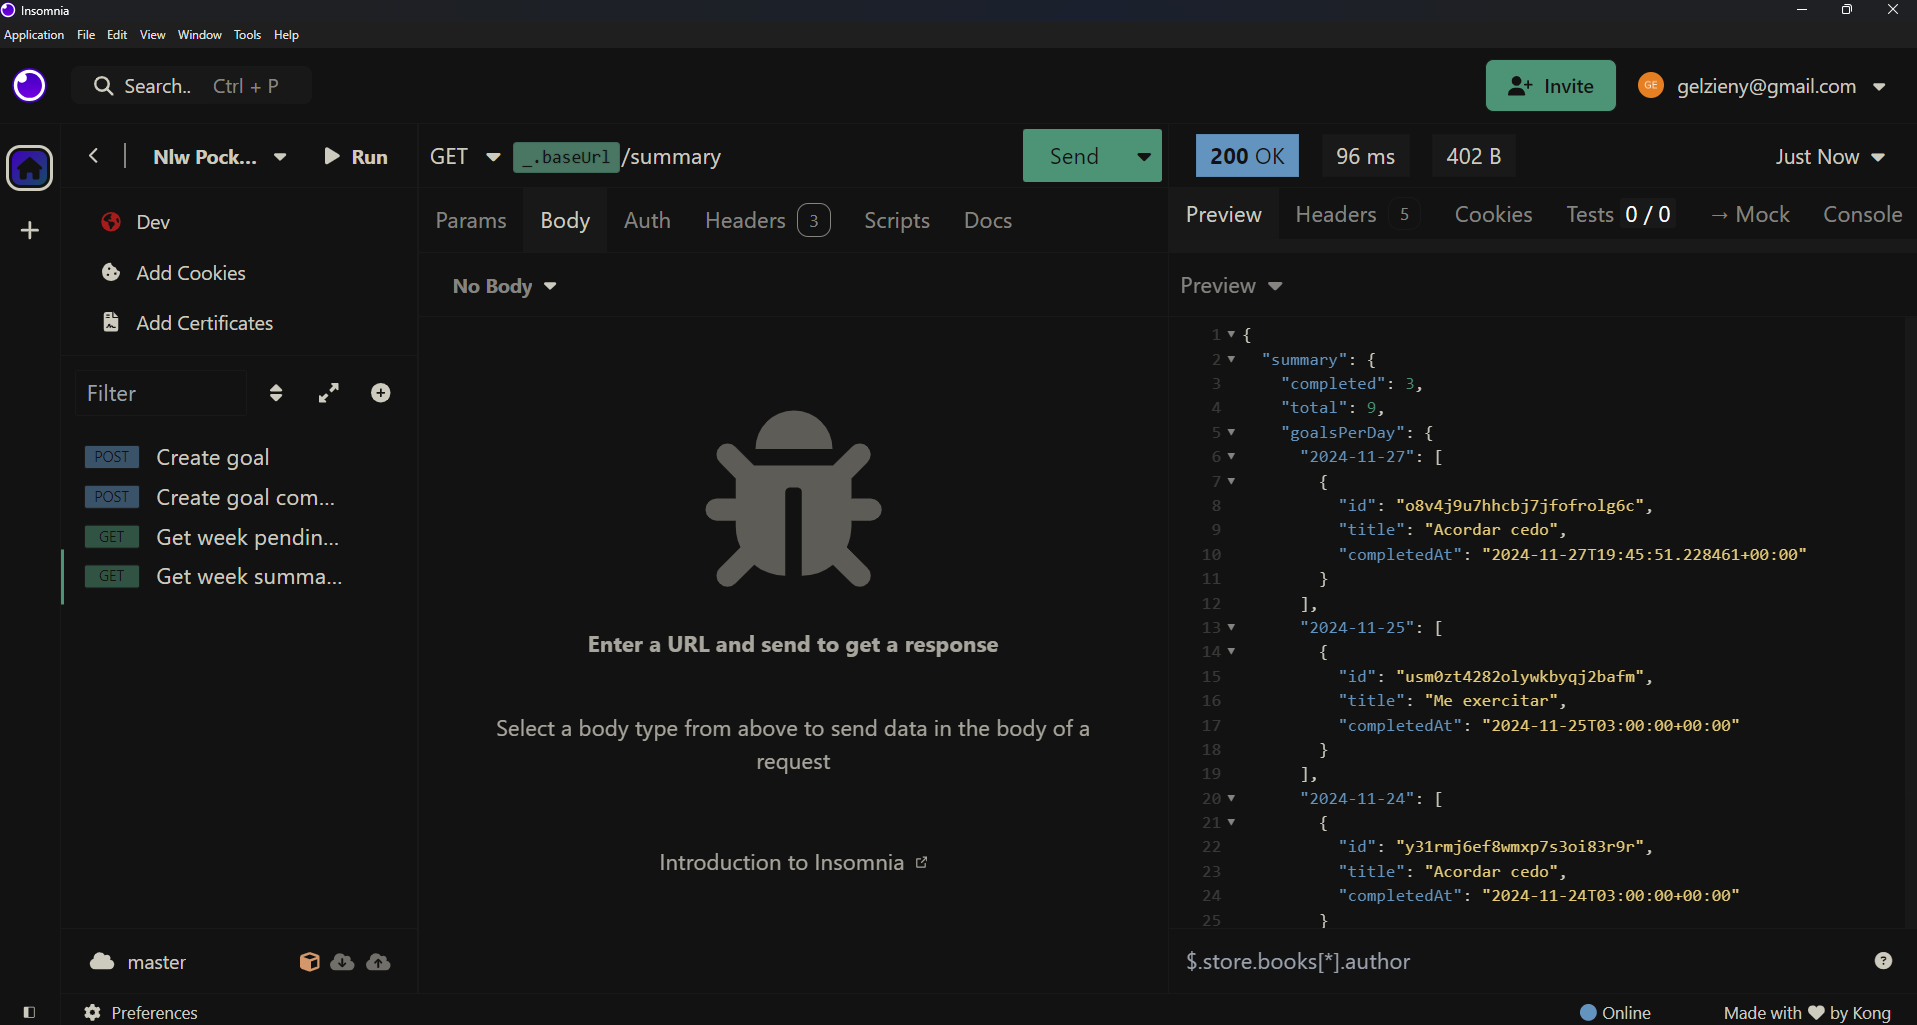 Insomnia
Application File Edit View Window Tools Help
Search.. Ctrl + P
Invite
GE gelzieny@gmail.com
Nlw Pock... Run
GET _.baseUrl/summary
Send
200 OK 96 ms 402 B Just Now
Dev
Add Cookies
Add Certificates
Filter
POST Create goal
POST Create goal com...
GET Get week pendin...
GET Get week summa...
master
Params Body Auth Headers 3 Scripts Docs
No Body
Enter a URL and send to get a response
Select a body type from above to send data in the body of a
request
Introduction to Insomnia
Preview Headers 5 Cookies Tests 0 / 0 → Mock Console
Preview
1 {
2 "summary": {
3 "completed": 3,
4 "total": 9,
5 "goalsPerDay": {
6 "2024-11-27": [
7 {
8 "id": "o8v4j9u7hhcbj7jfofrolg6c",
9 "title": "Acordar cedo",
10 "completedAt": "2024-11-27T19:45:51.228461+00:00"
11 }
12 ],
13 "2024-11-25": [
14 {
15 "id": "usm0zt4282olywkbyqj2bafm",
16 "title": "Me exercitar",
17 "completedAt": "2024-11-25T03:00:00+00:00"
18 }
19 ],
20 "2024-11-24": [
21 {
22 "id": "y31rmj6ef8wmxp7s3oi83r9r",
23 "title": "Acordar cedo",
24 "completedAt": "2024-11-24T03:00:00+00:00"
25 }
$.store.books[*].author
Preferences
Online Made with ♥ by Kong